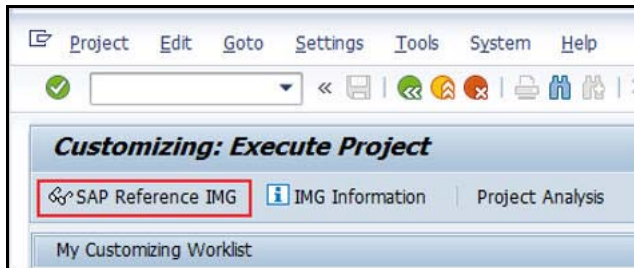 Project Edit Goto Settings Tools System Help
Customizing: Execute Project
SAP Reference IMG IMG Information Project Analysis
My Customizing Worklist